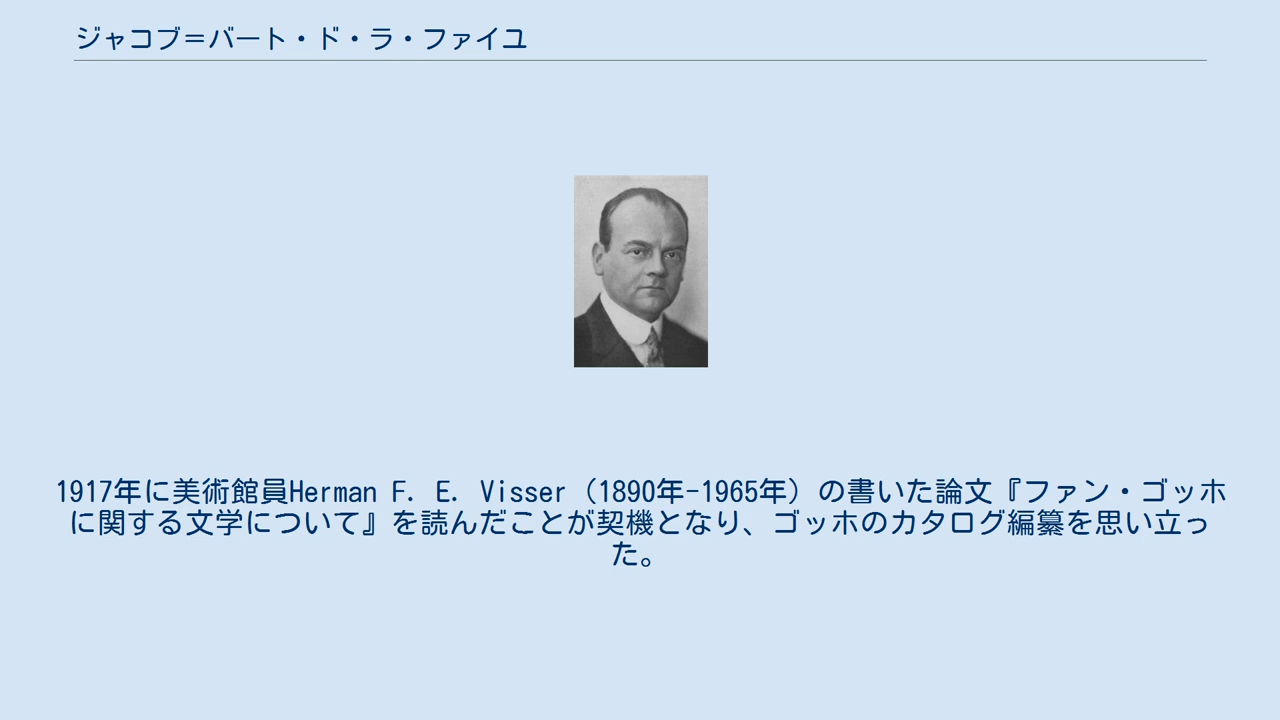 ジャコブ＝バート・ド・ラ・ファイユ
1917年に美術館員Herman F. E. Visser（1890年-1965年）の書いた論文『ファン・ゴッホ
に関する文学について』を読んだことが契機となり、ゴッホのカタログ編纂を思い立っ
た。